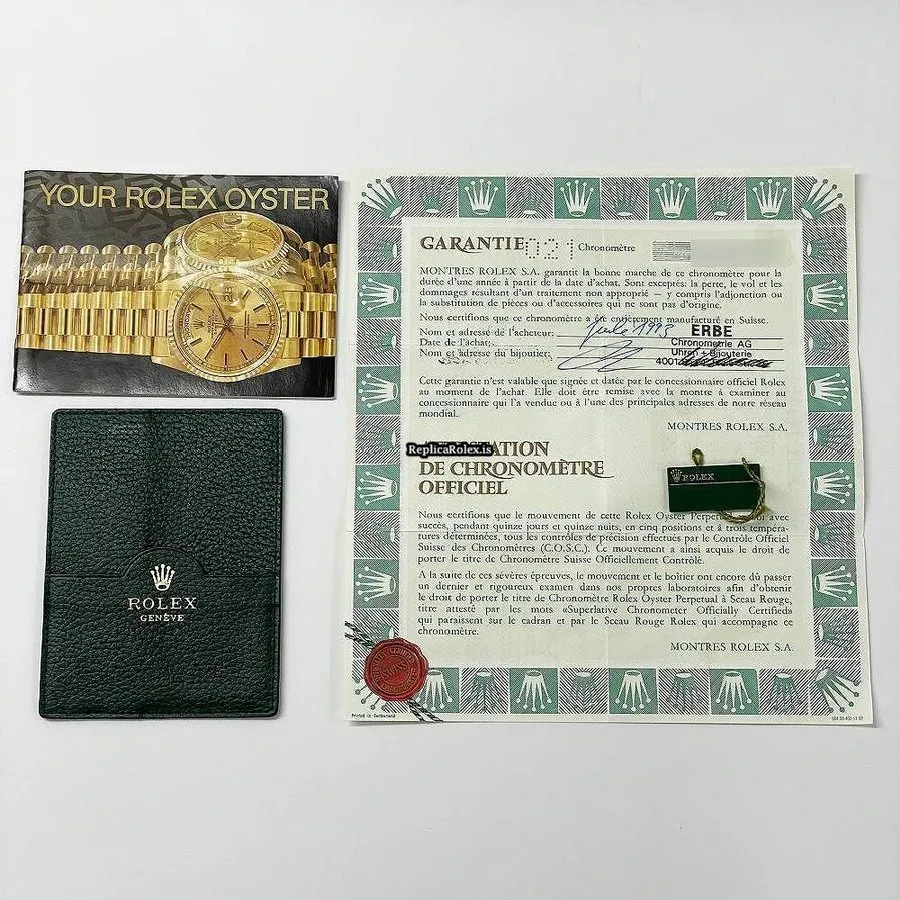 YOUR ROLEX OYSTER
ROLEX
GENÈVE
GARANTIE 021 Chronomètre
MONTRES ROLEX S.A. garantit la bonne marche de ce chronomètre pour la
durée d'une année à partir de la date d'achat. Sont exceptés: la perte, le vol et les
dommages résultant d'un traitement non approprié – y compris l'adjonction ou
la substitution de pièces ou d'accessoires qui ne sont pas d'origine.
Nous certifions que ce chronomètre a été entièrement manufacturé en Suisse.
Nom et adresse de l'acheteur: 1993 ERBE
Date de l'achat: Chronometrie AG
Nom et adresse du bijoutier: Uhren + Bijouterie
4001
Cette garantie n'est valable que signée et datée par le concessionnaire officiel Rolex
au moment de l'achat. Elle doit être remise avec la montre à examiner au
concessionnaire qui l'a vendue ou à l'une des principales adresses de notre réseau
mondial.
MONTRES ROLEX S.A.
ReplicaRolex.is
DE CHRONOMÈTRE
OFFICIEL
ROLEX
Nous certifions que le mouvement de cette Rolex Oyster avec
succès, pendant quinze jours et quinze nuits, en cinq positions et à trois températures
déterminées, tous les contrôles de précision effectués par le Contrôle Officiel
Suisse des Chronomètres (C.O.S.C.). Ce mouvement a ainsi acquis le droit de
porter le titre de Chronomètre Suisse Officiellement Contrôlé.
A la suite de ces sévères épreuves, le mouvement et le boîtier ont encore dû passer
un dernier et rigoureux examen dans nos propres laboratoires afin d'obtenir
le droit de porter le titre de Chronomètre Rolex Oyster Perpetual à Sceau Rouge,
titre attesté par les mots «Superlative Chronometer Officially Certified»
qui paraissent sur le cadran et par le Sceau Rouge Rolex qui accompagne ce
chronomètre.
MONTRES ROLEX S.A.
Printed in Switzerland